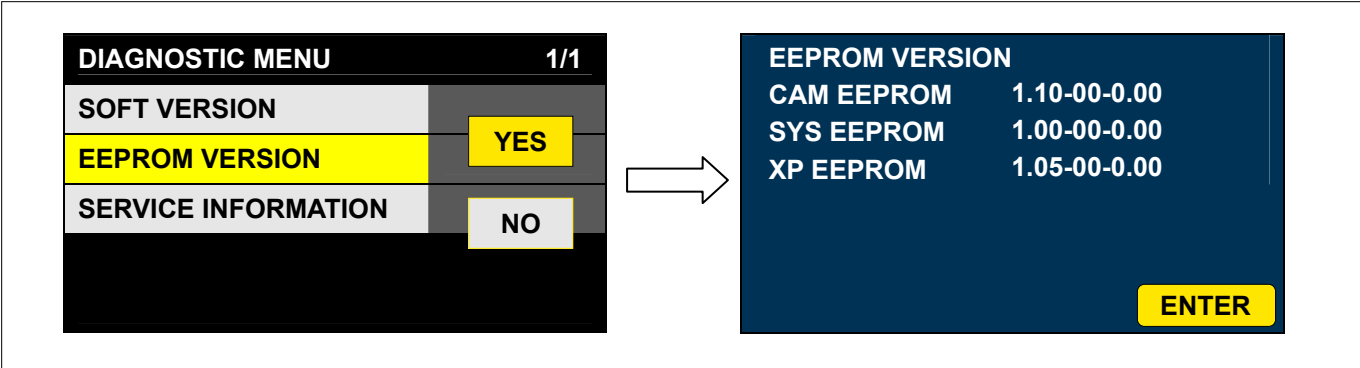 DIAGNOSTIC MENU 1/1
SOFT VERSION
YES
EEPROM VERSION
SERVICE INFORMATION
NO
EEPROM VERSION
CAM EEPROM 1.10-00-0.00
SYS EEPROM 1.00-00-0.00
XP EEPROM 1.05-00-0.00
ENTER